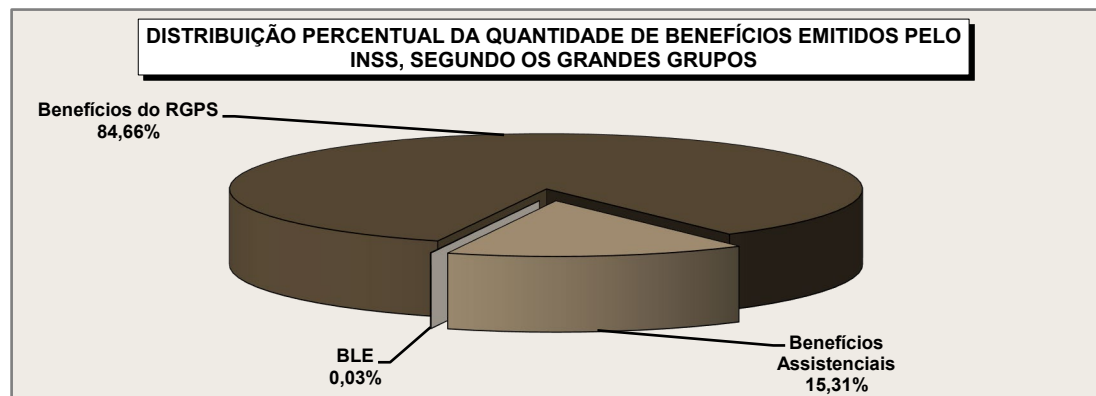 DISTRIBUIÇÃO PERCENTUAL DA QUANTIDADE DE BENEFÍCIOS EMITIDOS PELO
INSS, SEGUNDO OS GRANDES GRUPOS
Benefícios do RGPS
84,66%
BLE
0,03%
Benefícios
Assistenciais
15,31%